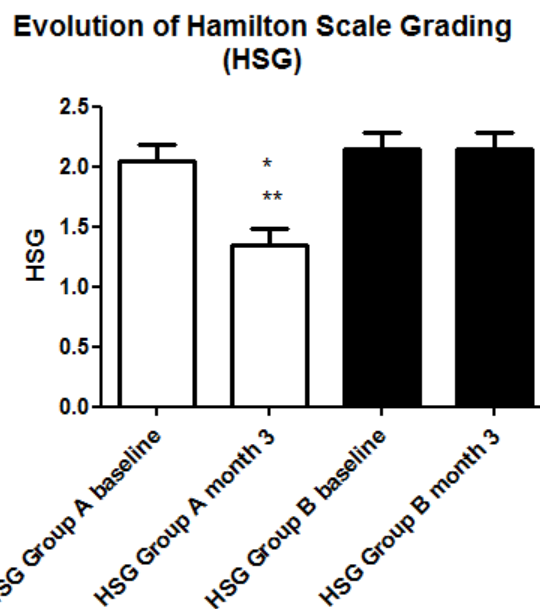 Evolution of Hamilton Scale Grading
(HSG)
2.5
2.0
1.5
1.0
0.5
0.0
HSG
*
**
Group A baseline
HSG Group A month 3
HSG Group B baseline
HSG Group B month 3